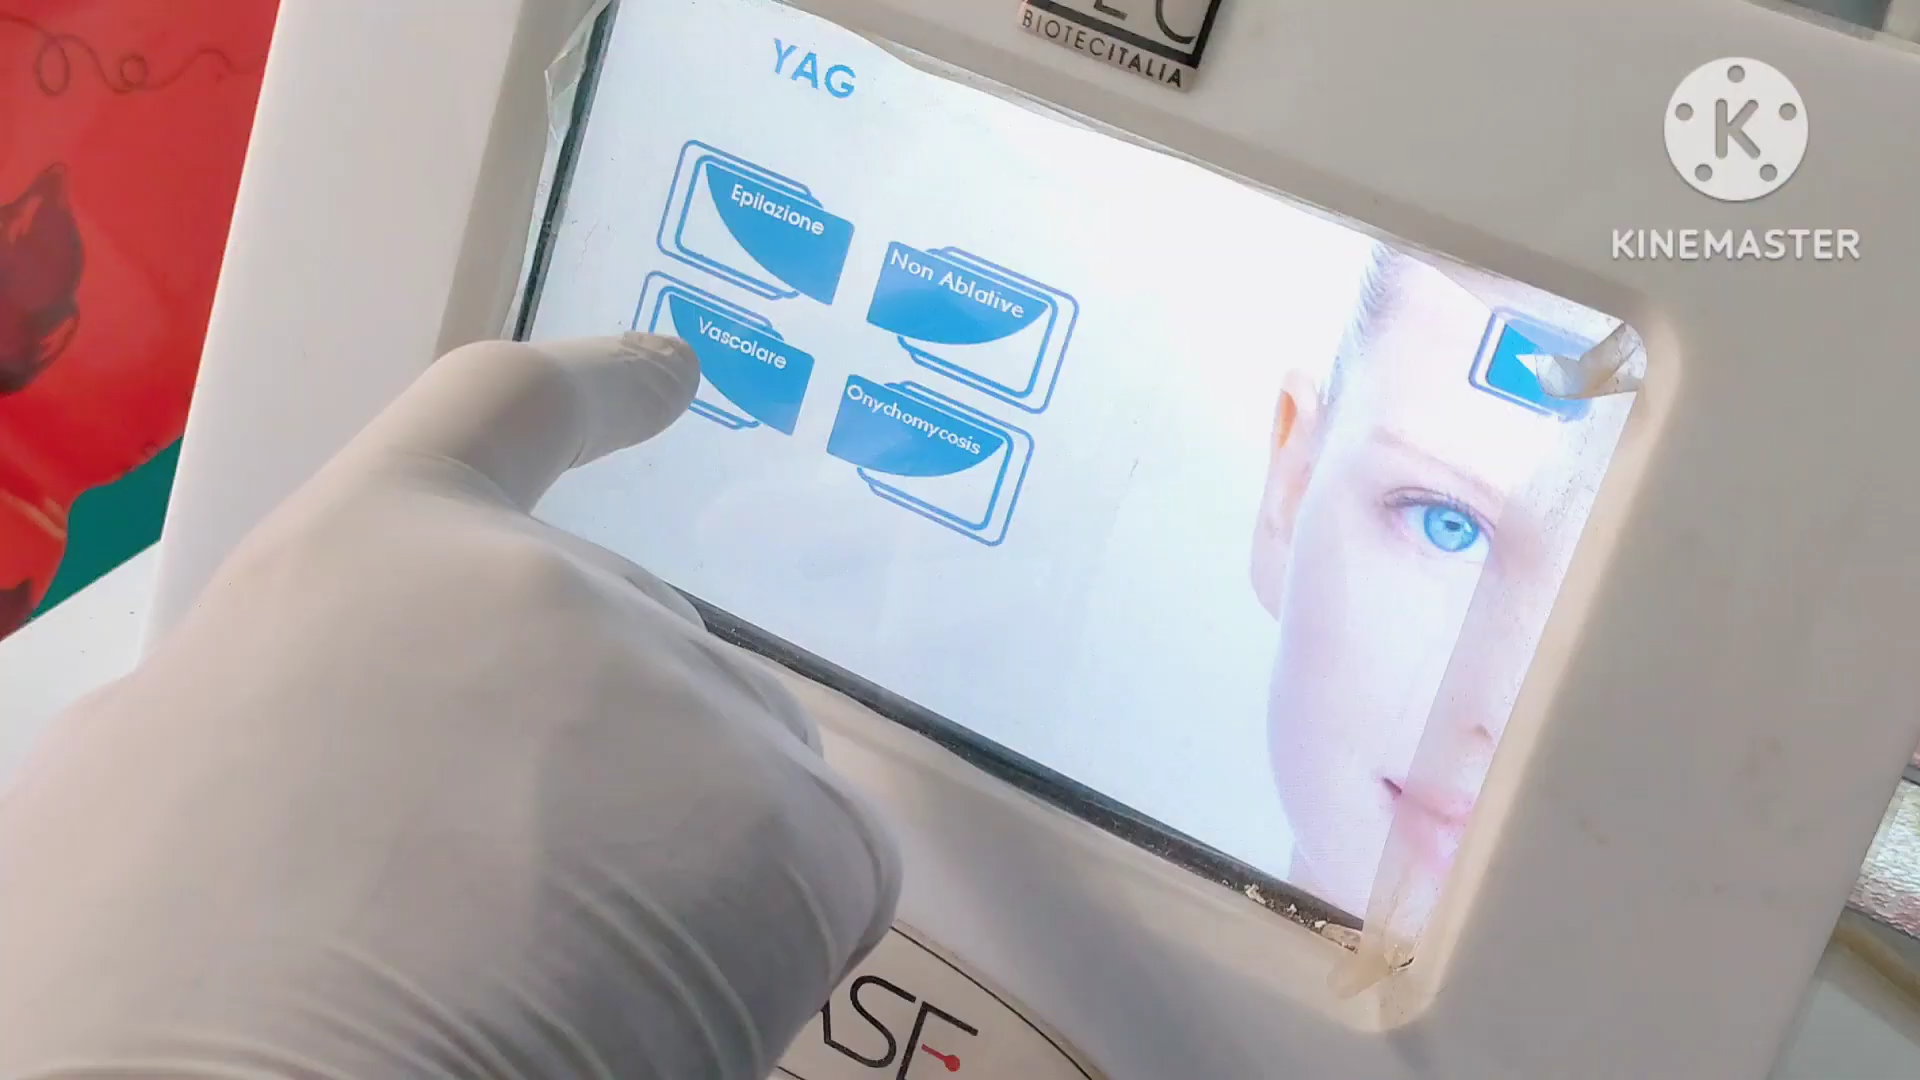 BIOTECITALIA
YAG
Epilazione
Non Ablative
Vascolare
Onychomycosis
K
KINEMASTER